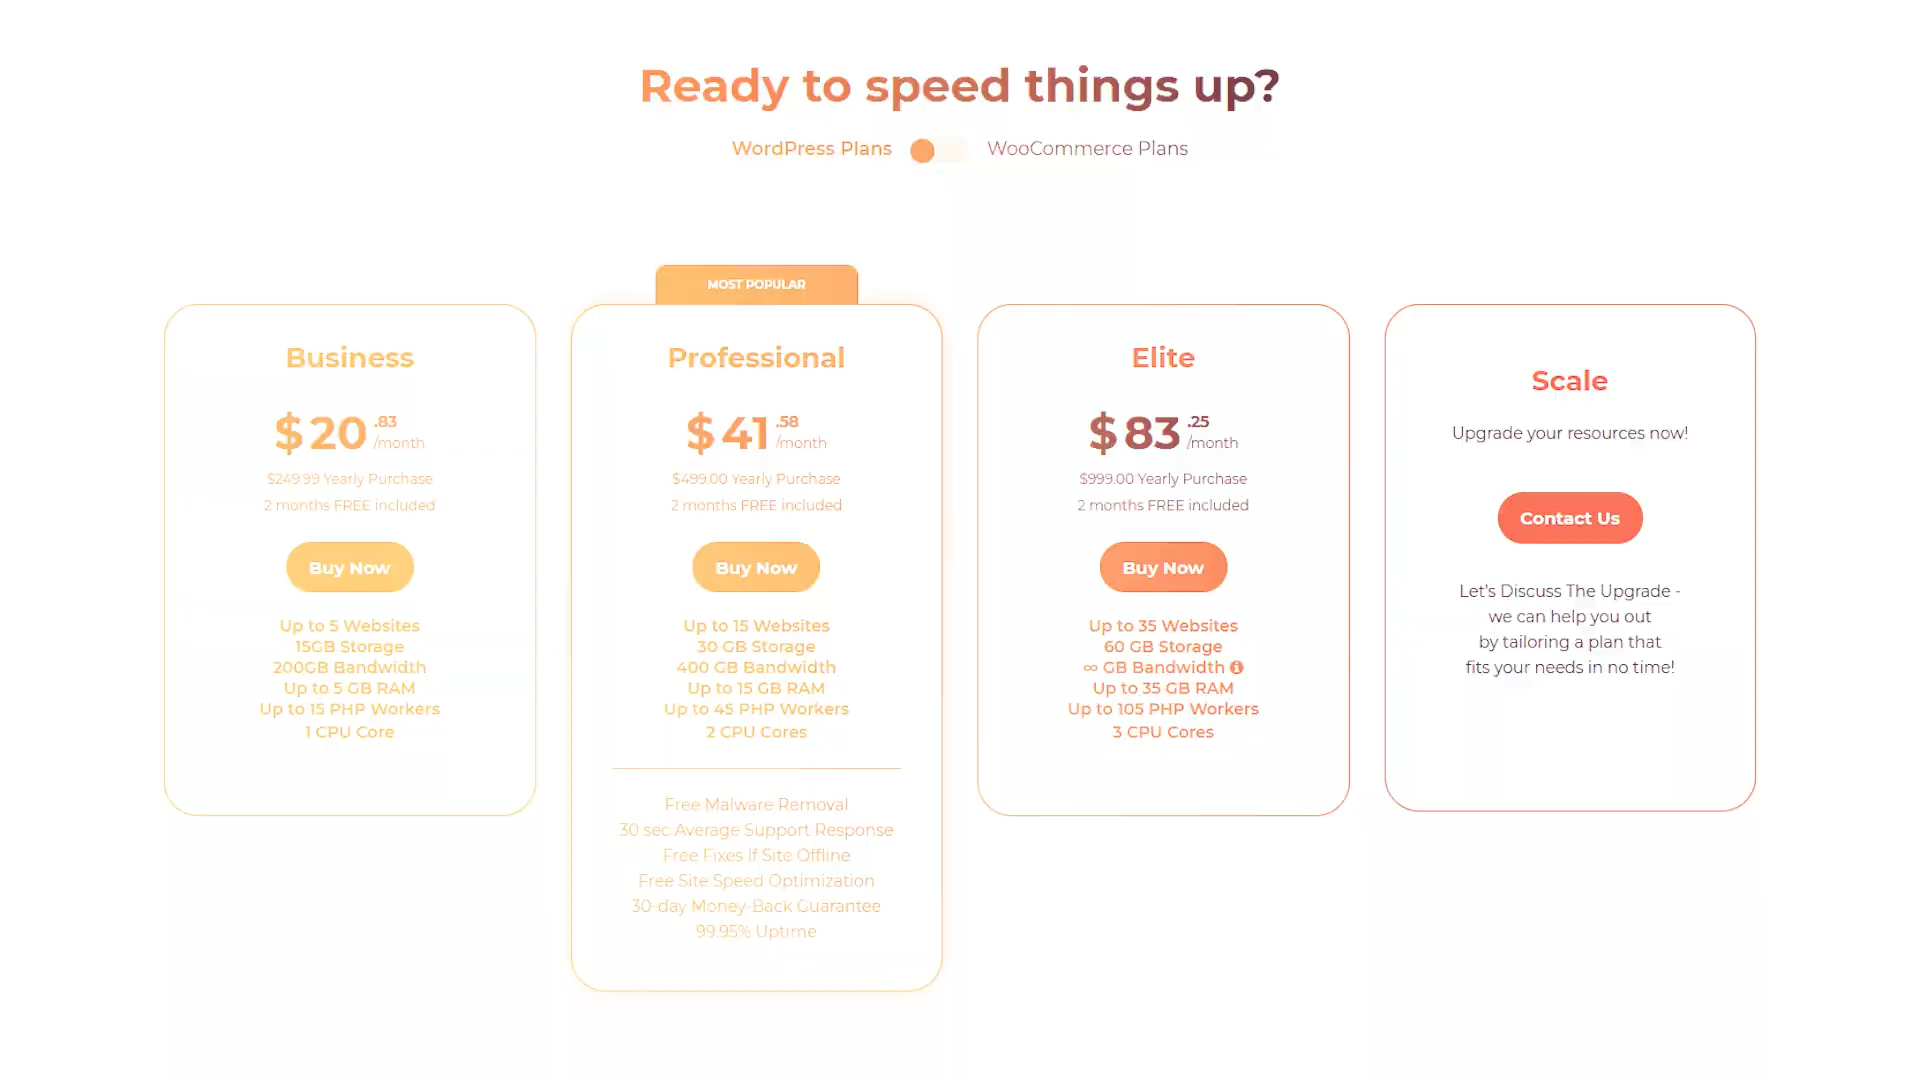 Ready to speed things up?
WordPress Plans WooCommerce Plans
Business
$20.83/month
$249.99 Yearly Purchase
2 months FREE included
Buy Now
Up to 5 Websites
15GB Storage
200GB Bandwidth
Up to 5 GB RAM
Up to 15 PHP Workers
1 CPU Core
MOST POPULAR
Professional
$41.58/month
$499.00 Yearly Purchase
2 months FREE included
Buy Now
Up to 15 Websites
30 GB Storage
400 GB Bandwidth
Up to 15 GB RAM
Up to 45 PHP Workers
2 CPU Cores
Free Malware Removal
30 sec Average Support Response
Free Fixes If Site Offline
Free Site Speed Optimization
30-day Money-Back Guarantee
99.95% Uptime
Elite
$83.25/month
$999.00 Yearly Purchase
2 months FREE included
Buy Now
Up to 35 Websites
60 GB Storage
∞ GB Bandwidth
Up to 35 GB RAM
Up to 105 PHP Workers
3 CPU Cores
Scale
Upgrade your resources now!
Contact Us
Let's Discuss The Upgrade -
we can help you out
by tailoring a plan that
fits your needs in no time!